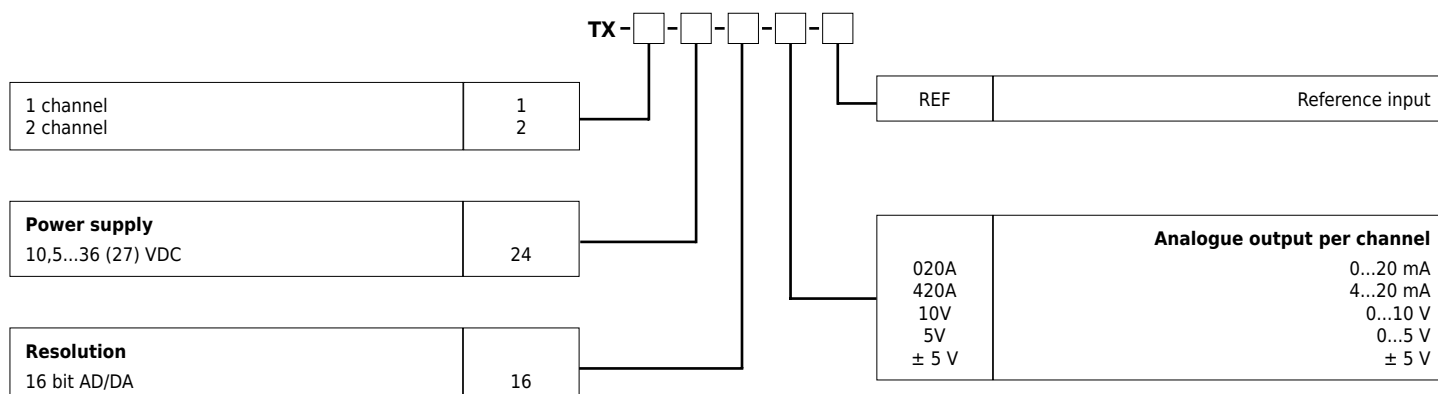 TX - - - - -
1 channel 1
2 channel 2
REF Reference input
Power supply
10,5...36 (27) VDC 24
Analogue output per channel
020A 0...20 mA
420A 4...20 mA
10V 0...10 V
5V 0...5 V
± 5 V ± 5 V
Resolution
16 bit AD/DA 16